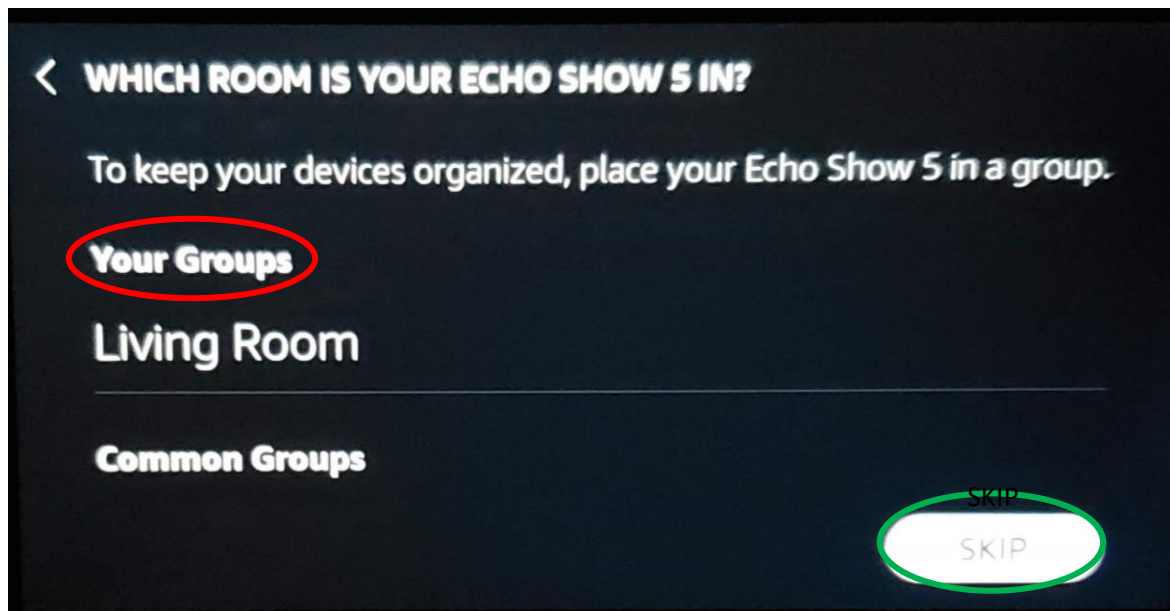 WHICH ROOM IS YOUR ECHO SHOW 5 IN?
To keep your devices organized, place your Echo Show 5 in a group.
Your Groups
Living Room
Common Groups
SKIP
SKIP